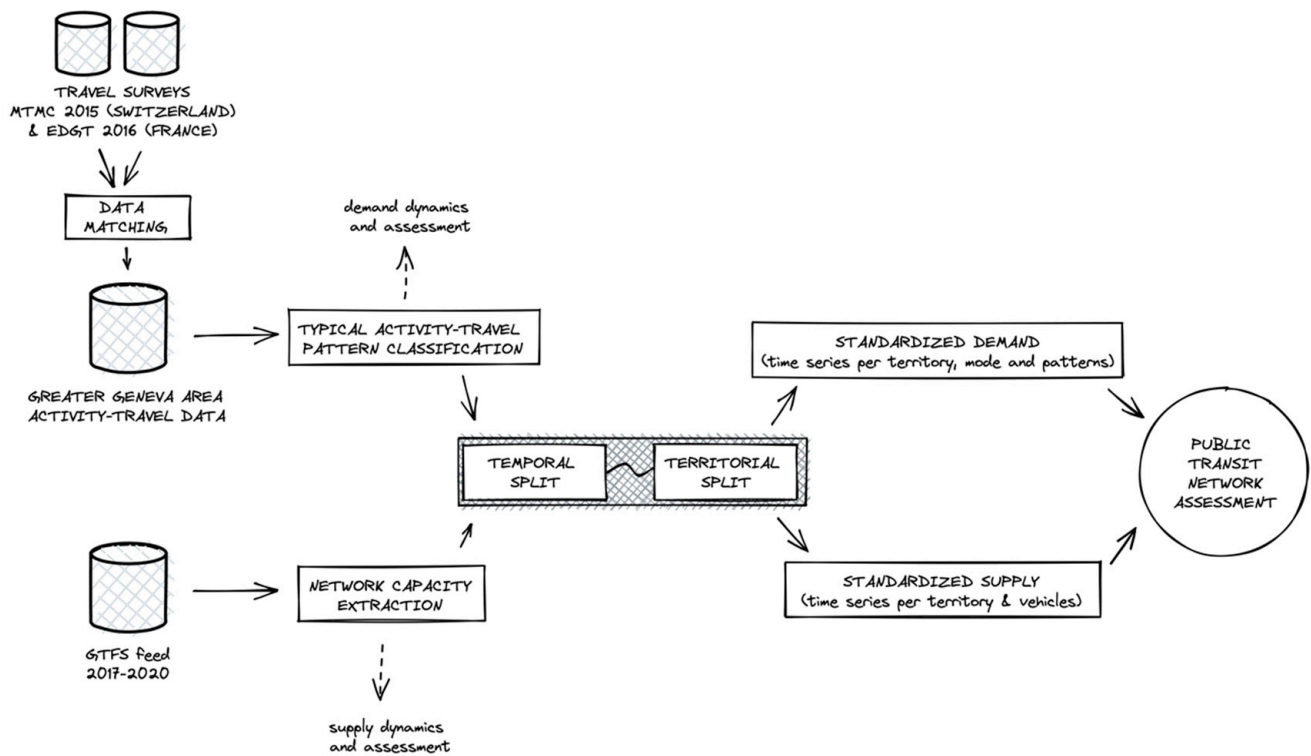 TRAVEL SURVEYS
MTMC 2015 (SWITZERLAND)
& EDGT 2016 (FRANCE)
DATA
MATCHING
GREATER GENEVA AREA
ACTIVITY-TRAVEL DATA
demand dynamics
and assessment
TYPICAL ACTIVITY-TRAVEL
PATTERN CLASSIFICATION
TEMPORAL
SPLIT
TERRITORIAL
SPLIT
STANDARDIZED DEMAND
(time series per territory, mode and patterns)
PUBLIC
TRANSIT
NETWORK
ASSESSMENT
GTFS feed
2017-2020
NETWORK CAPACITY
EXTRACTION
supply dynamics
and assessment
STANDARDIZED SUPPLY
(time series per territory & vehicles)